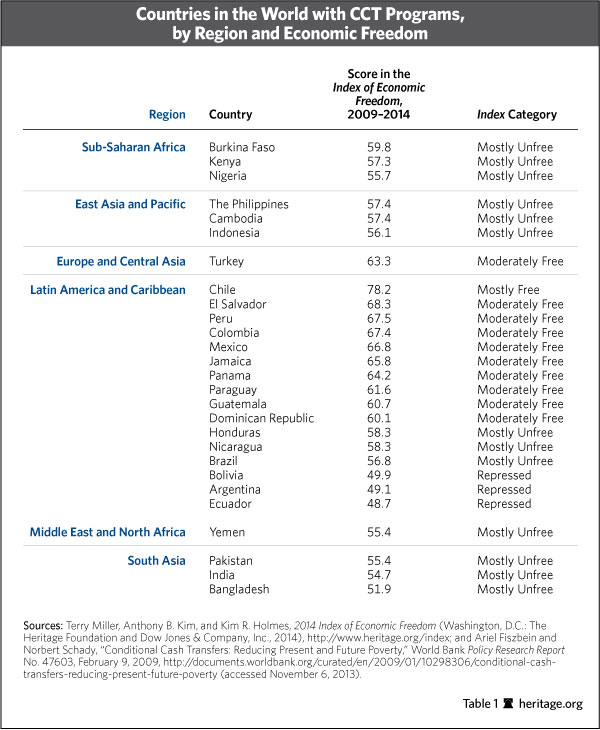 Countries in the World with CCT Programs,
by Region and Economic Freedom
Region Country Score in the Index of Economic Freedom, 2009–2014 Index Category
Sub-Saharan Africa Burkina Faso 59.8 Mostly Unfree
Kenya 57.3 Mostly Unfree
Nigeria 55.7 Mostly Unfree
East Asia and Pacific The Philippines 57.4 Mostly Unfree
Cambodia 57.4 Mostly Unfree
Indonesia 56.1 Mostly Unfree
Europe and Central Asia Turkey 63.3 Moderately Free
Latin America and Caribbean Chile 78.2 Mostly Free
El Salvador 68.3 Moderately Free
Peru 67.5 Moderately Free
Colombia 67.4 Moderately Free
Mexico 66.8 Moderately Free
Jamaica 65.8 Moderately Free
Panama 64.2 Moderately Free
Paraguay 61.6 Moderately Free
Guatemala 60.7 Moderately Free
Dominican Republic 60.1 Moderately Free
Honduras 58.3 Mostly Unfree
Nicaragua 58.3 Mostly Unfree
Brazil 56.8 Mostly Unfree
Bolivia 49.9 Repressed
Argentina 49.1 Repressed
Ecuador 48.7 Repressed
Middle East and North Africa Yemen 55.4 Mostly Unfree
South Asia Pakistan 55.4 Mostly Unfree
India 54.7 Mostly Unfree
Bangladesh 51.9 Mostly Unfree
Sources: Terry Miller, Anthony B. Kim, and Kim R. Holmes, 2014 Index of Economic Freedom (Washington, D.C.: The
Heritage Foundation and Dow Jones & Company, Inc., 2014), http://www.heritage.org/index; and Ariel Fiszbein and
Norbert Schady, “Conditional Cash Transfers: Reducing Present and Future Poverty,” World Bank Policy Research Report
No. 47603, February 9, 2009, http://documents.worldbank.org/curated/en/2009/01/10298306/conditional-cash-
transfers-reducing-present-future-poverty (accessed November 6, 2013).
Table 1 heritage.org